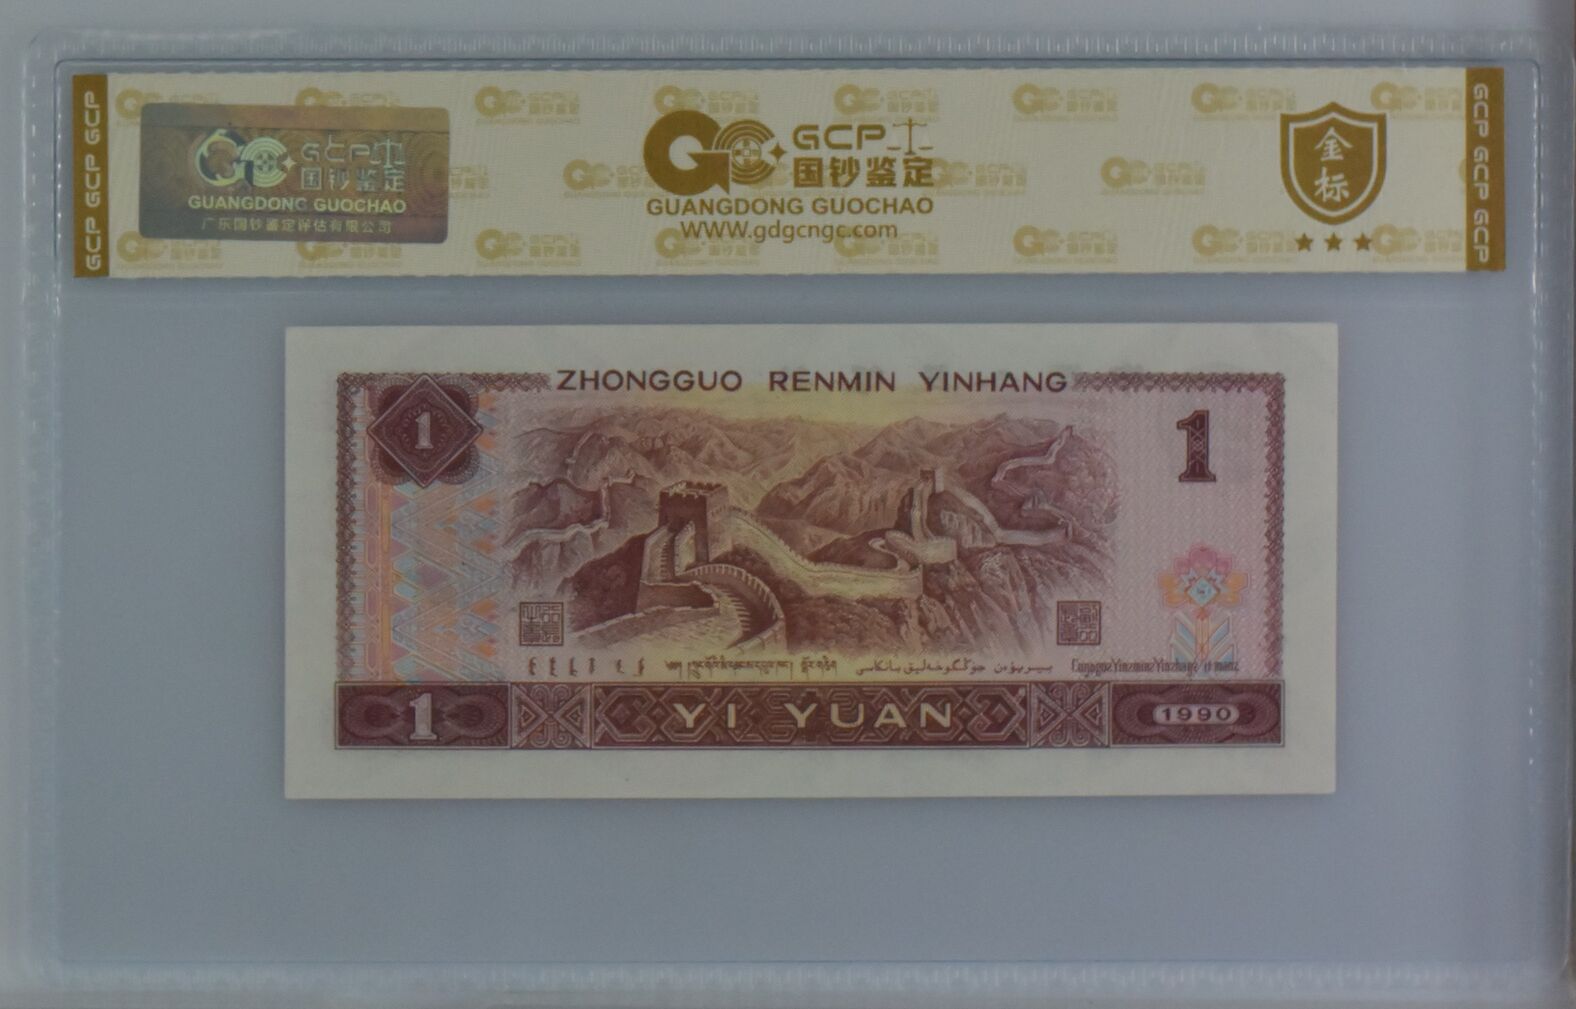 GCP GCP GCP
GCP
国钞鉴定
GUANGDONG GUOCHAO
广东国钞鉴定评估有限公司
GCP
国钞鉴定
GUANGDONG GUOCHAO
WWW.gdgcngc.com
金
标
GCP GCP GCP
ZHONGGUO RENMIN YINHANG
1
1
1
YI YUAN
1990